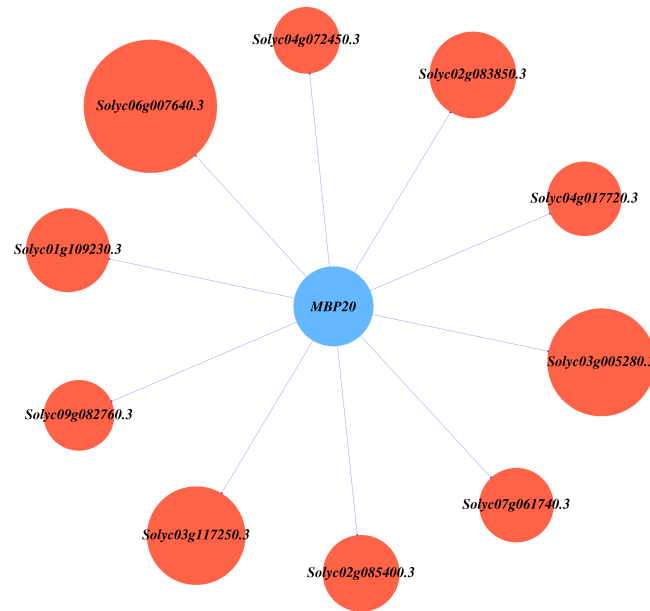 Solyc04g072450.3
Solyc02g083850.3
Solyc06g007640.3
Solyc04g017720.3
Solyc01g109230.3
MBP20
Solyc03g005280.3
Solyc09g082760.3
Solyc07g061740.3
Solyc03g117250.3
Solyc02g085400.3